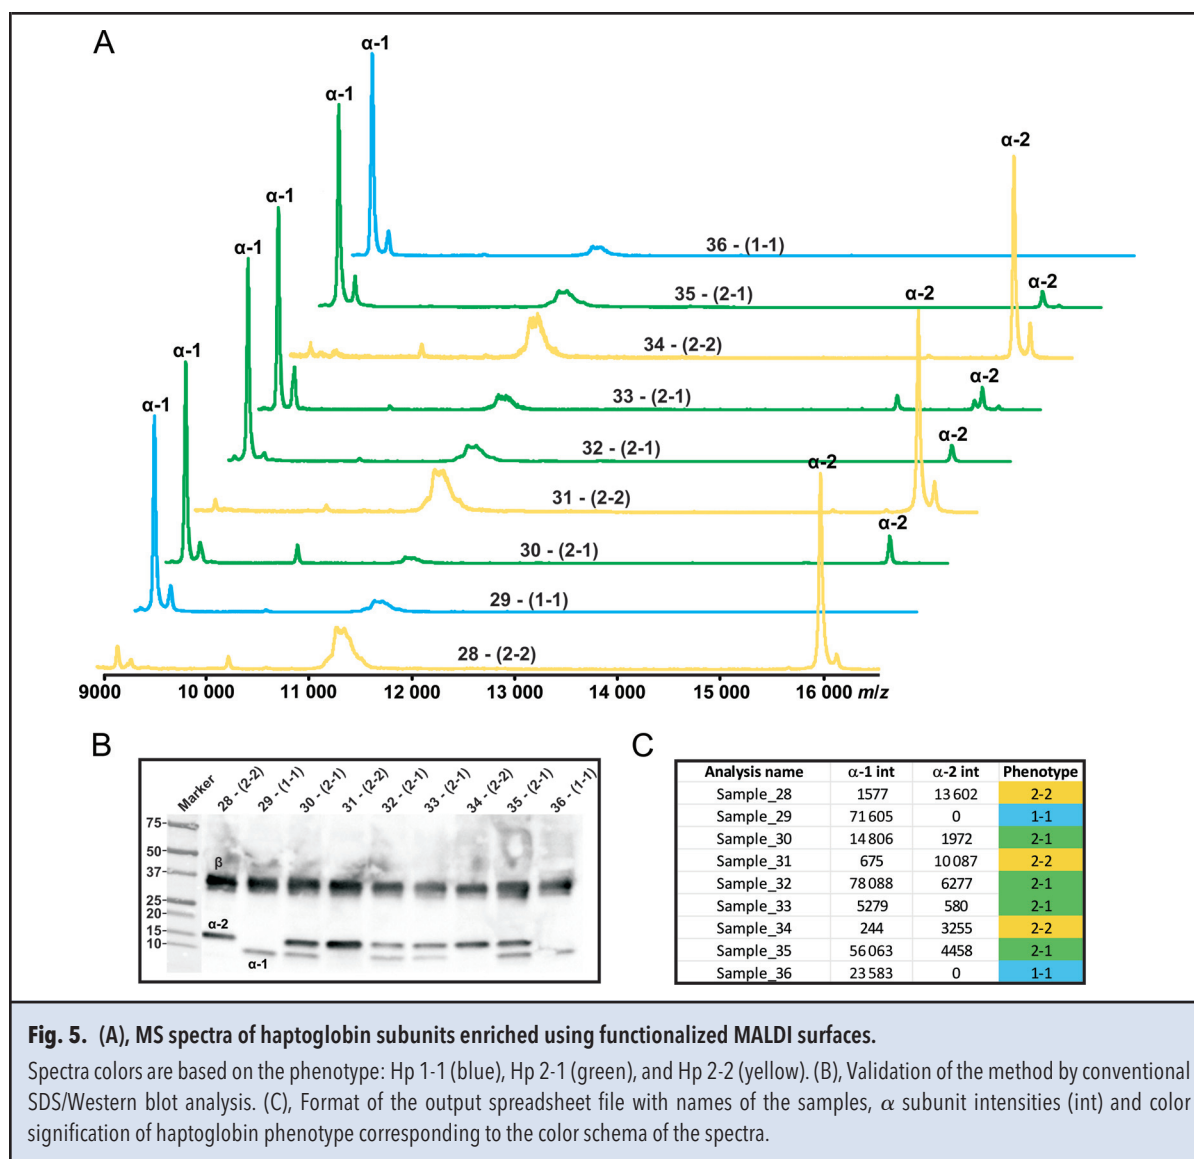 A
α-1
α-1
α-2
α-1
36 - (1-1)
α-1
35 - (2-1)
α-2
α-2
α-1
34 - (2-2)
α-1
33 - (2-1)
α-2
32 - (2-1)
α-2
α-2
31 - (2-2)
30 - (2-1)
α-2
29 - (1-1)
28 - (2-2)
9000 10 000 11 000 12 000 13 000 14 000 15 000 16 000 m/z
B
Marker 28 - (2-2) 29 - (1-1) 30 - (2-1) 31 - (2-2) 32 - (2-1) 33 - (2-1) 34 - (2-2) 35 - (2-1) 36 - (1-1)
75-
50-
37-
25-
20-
15-
10-
β
α-2
α-1
C
Analysis name α-1 int α-2 int Phenotype
Sample_28 1577 13 602 2-2
Sample_29 71 605 0 1-1
Sample_30 14 806 1972 2-1
Sample_31 675 10 087 2-2
Sample_32 78 088 6277 2-1
Sample_33 5279 580 2-1
Sample_34 244 3255 2-2
Sample_35 56 063 4458 2-1
Sample_36 23 583 0 1-1
Fig. 5. (A), MS spectra of haptoglobin subunits enriched using functionalized MALDI surfaces.
Spectra colors are based on the phenotype: Hp 1-1 (blue), Hp 2-1 (green), and Hp 2-2 (yellow). (B), Validation of the method by conventional
SDS/Western blot analysis. (C), Format of the output spreadsheet file with names of the samples, α subunit intensities (int) and color
signification of haptoglobin phenotype corresponding to the color schema of the spectra.